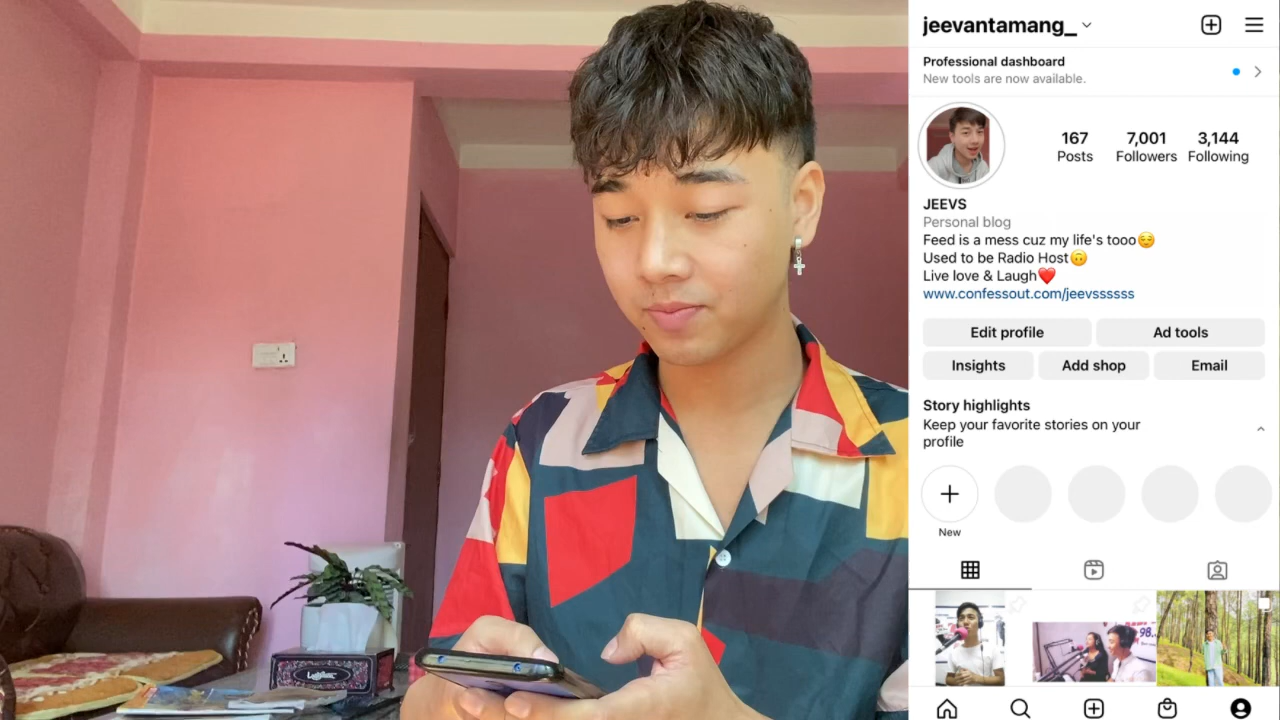 jeevantamang_
Professional dashboard
New tools are now available.
167 7,001 3,144
Posts Followers Following
JEEVS
Personal blog
Feed is a mess cuz my life's tooo😌
Used to be Radio Host🙃
Live love & Laugh❤️
www.confessout.com/jeevssssss
Edit profile Ad tools
Insights Add shop Email
Story highlights
Keep your favorite stories on your
profile
New
98.